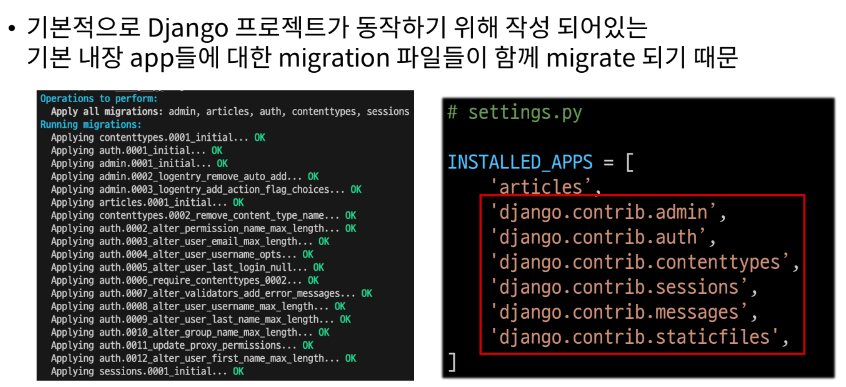 • 기본적으로 Django 프로젝트가 동작하기 위해 작성 되어있는
기본 내장 app들에 대한 migration 파일들이 함께 migrate 되기 때문
Operations to perform:
Apply all migrations: admin, articles, auth, contenttypes, sessions
Running migrations:
Applying contenttypes.0001_initial... OK
Applying auth.0001_initial... OK
Applying admin.0001_initial... OK
Applying admin.0002_logentry_remove_auto_add... OK
Applying admin.0003_logentry_add_action_flag_choices... OK
Applying articles.0001_initial... OK
Applying contenttypes.0002_remove_content_type_name... OK
Applying auth.0002_alter_permission_name_max_length... OK
Applying auth.0003_alter_user_email_max_length... OK
Applying auth.0004_alter_user_username_opts... OK
Applying auth.0005_alter_user_last_login_null... OK
Applying auth.0006_require_contenttypes_0002... OK
Applying auth.0007_alter_validators_add_error_messages... OK
Applying auth.0008_alter_user_username_max_length... OK
Applying auth.0009_alter_user_last_name_max_length... OK
Applying auth.0010_alter_group_name_max_length... OK
Applying auth.0011_update_proxy_permissions... OK
Applying auth.0012_alter_user_first_name_max_length... OK
Applying sessions.0001_initial... OK
# settings.py
INSTALLED_APPS = [
'articles’,
'django.contrib.admin’,
'django.contrib.auth’,
'django.contrib.contenttypes’,
'django.contrib.sessions’,
'django.contrib.messages’,
'django.contrib.staticfiles',
]